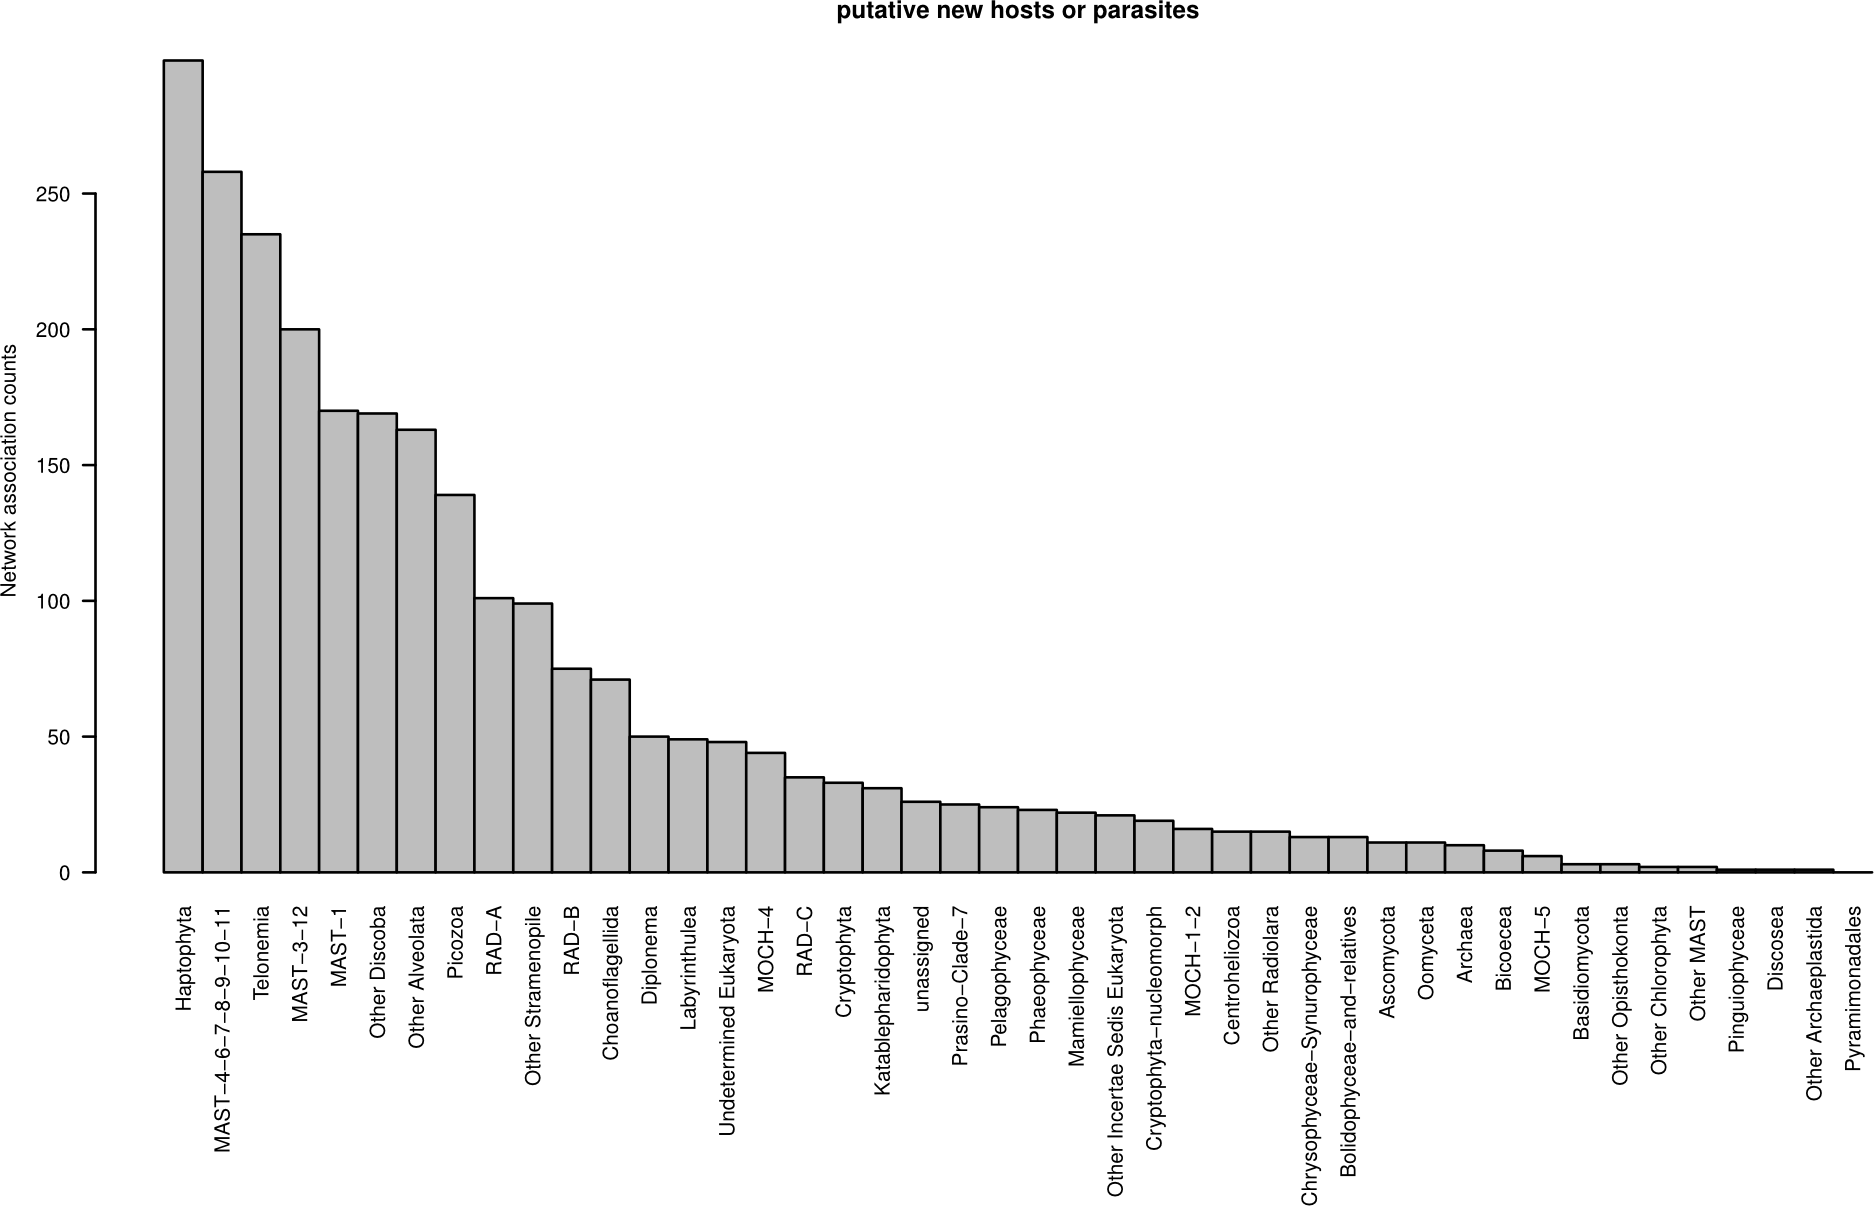 putative new hosts or parasites
Network association counts
250
200
150
100
50
0
Haptophyta
MAST−4−6−7−8−9−10−11
Telonemia
MAST−3−12
MAST−1
Other Discoba
Other Alveolata
Picozoa
RAD−A
Other Stramenopile
RAD−B
Choanoflagellida
Diplonema
Labyrinthulea
Undetermined Eukaryota
MOCH−4
RAD−C
Cryptophyta
Katablepharidophyta
unassigned
Prasino−Clade−7
Pelagophyceae
Phaeophyceae
Mamiellophyceae
Other Incertae Sedis Eukaryota
Cryptophyta−nucleomorph
MOCH−1−2
Centroheliozoa
Other Radiolara
Chrysophyceae−Synurophyceae
Bolidophyceae−and−relatives
Ascomycota
Oomyceta
Archaea
Bicoecea
MOCH−5
Basidiomycota
Other Opisthokonta
Other Chlorophyta
Other MAST
Pinguiophyceae
Discosea
Other Archaeplastida
Pyramimonadales